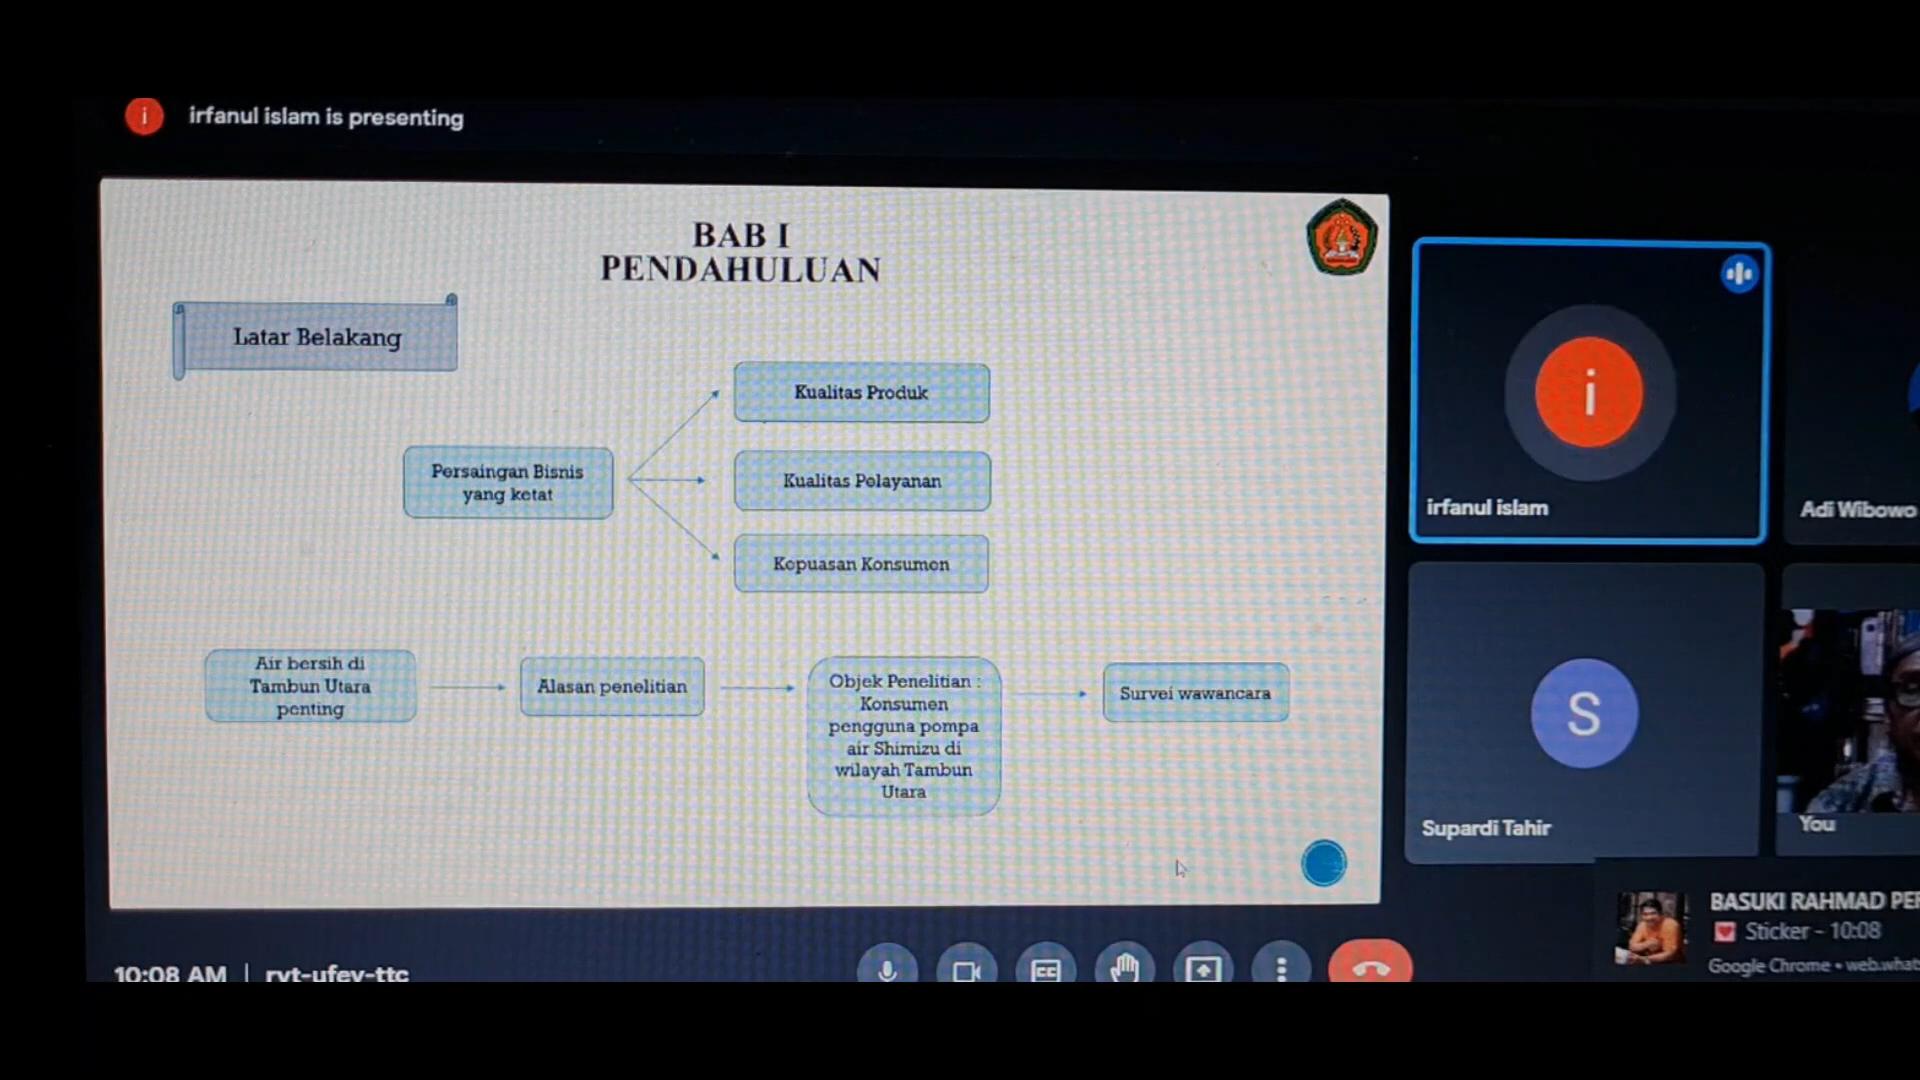 i
irfanul islam is presenting
BAB I
PENDAHULUAN
Latar Belakang
Kualitas Produk
Persaingan Bisnis
yang ketat
Kualitas Pelayanan
Kepuasan Konsumen
Air bersih di
Tambun Utara
penting
Alasan penelitian
Objek Penelitian :
Konsumen
pengguna pompa
air Shimizu di
wilayah Tambun
Utara
Survei wawancara
i
irfanul islam
Adi Wibowo
S
Supardi Tahir
You
BASUKI RAHMAD
Sticker - 10:08
Google Chrome • web.what
10:08 AM | ryt-ufey-ttc
CC